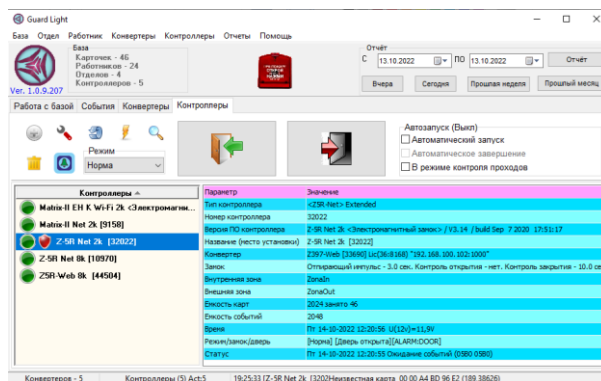 Guard Light
База Отдел Работник Конвертеры Контроллеры Отчеты Помощь
База
Карточек - 46
Работников - 24
Отделов - 4
Контроллеров - 5
Ver. 1.0.9.207
Отчёт
С 13.10.2022 ПО 13.10.2022 Отчёт
Вчера Сегодня Прошлая неделя Прошлый месяц
Работа с базой События Конвертеры Контроллеры
Режим
Норма
Автозапуск (Выкл)
Автоматический запуск
Автоматическое завершение
В режиме контроля проходов
Контроллеры
Matrix-II EH K Wi-Fi 2k <Электромагни...
Matrix-II Net 2k [9158]
Z-5R Net 2k [32022]
Z-5R Net 8k [10970]
Z-5R-Web 8k [44504]
Параметр Значение
Тип контроллера <Z5R-Net> Extended
Номер контроллера 32022
Версия ПО контроллера Z-5R Net 2k <Электромагнитный замок> / V3.14 / build Sep 7 2020 17:51:17
Название (место установки) Z-5R Net 2k [32022]
Конвертер Z397-Web [33690] Lic(36:8168) "192.168.100.102:1000"
Замок Отпирающий импульс - 3.0 сек. Контроль открытия - нет. Контроль закрытия - 10.0 се
Внутренняя зона ZonaIn
Внешняя зона ZonaOut
Емкость карт 2024 занято 46
Емкость событий 2048
Время Пт 14-10-2022 12:20:56 U(12v)=11,9V
Режим/замок/дверь [Норма] [Дверь открыта][ALARM:DOOR]
Статус Пт 14-10-2022 12:20:55 Ожидание событий (05B0 05B0)
Конвертеров - 5 Контроллеры (5) Act:5 19:25:33 [Z-5R Net 2k [3202Неизвестная карта 00 00 A4 BD 96 E2 (189,38626)